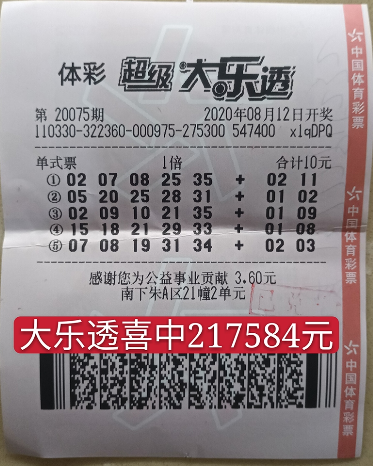 体彩 超级大乐透
第 20075期 2020年08月12日开奖
110330-322360-000975-275300 547400 x1qDPQ
单式票 1倍 合计10元
① 02 07 08 25 35 + 02 11
② 05 20 25 28 31 + 01 02
③ 02 09 10 21 35 + 01 09
④ 15 18 21 29 33 + 01 08
⑤ 07 08 19 31 34 + 02 03
感谢您为公益事业贡献 3.60元
南下朱A区21幢2单元
大乐透喜中217584元
中国体育彩票
中国体育彩票
中国体育彩票